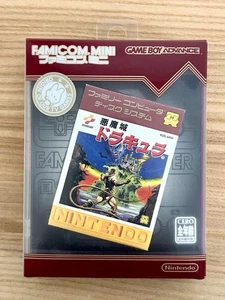 FAMICOM MINI
GAME BOY ADVANCE
ファミコンミニ
ファミリー コンピュータ
ディスク システム
KONAMI
悪魔城
ドラキュラ
NINTENDO
CERO
全年齢
Nintendo